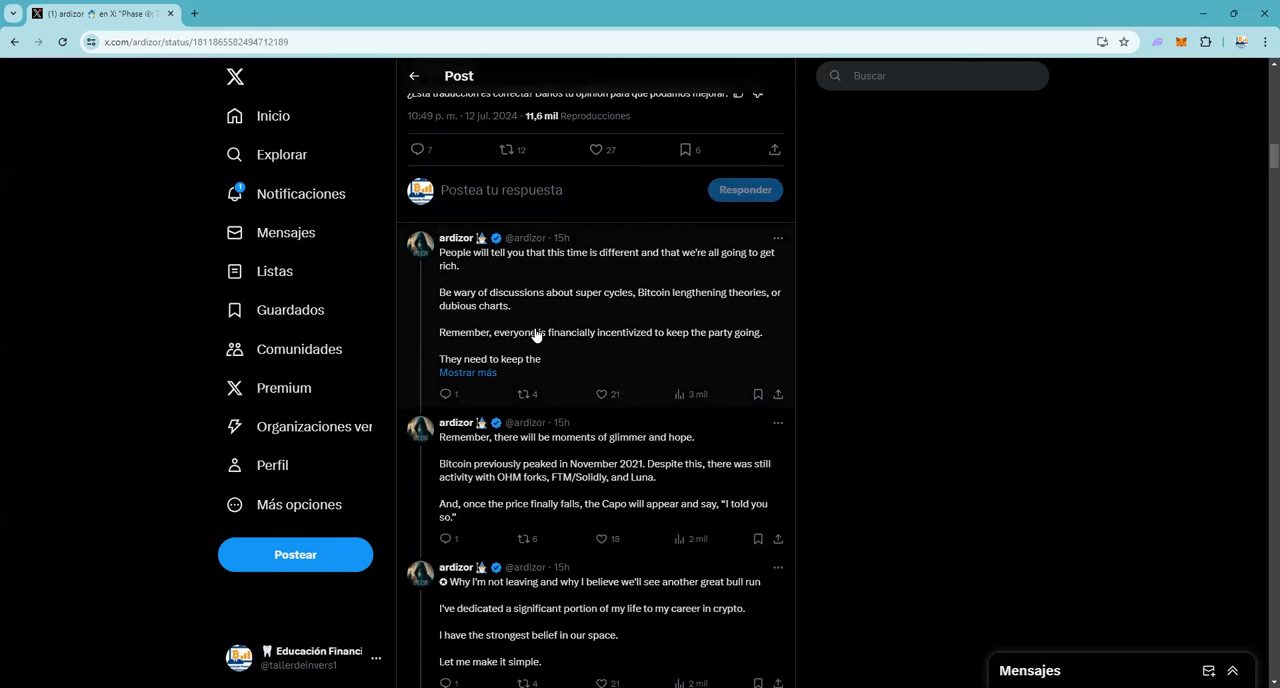 (1) ardizor en X: "Phase ④: T
x.com/ardizor/status/1811865582494712189
Post
Buscar
Inicio
Explorar
1
Notificaciones
Mensajes
Listas
Guardados
Comunidades
Premium
Organizaciones ver
Perfil
Más opciones
Postear
Educación Financi
@tallerdeinvers1
¿Esta traducción es correcta? Danos tu opinión para que podamos mejorar:
10:49 p. m. · 12 jul. 2024 · 11,6 mil Reproducciones
7 12 27 6
Postea tu respuesta
Responder
ardizor @ardizor · 15h
People will tell you that this time is different and that we're all going to get
rich.
Be wary of discussions about super cycles, Bitcoin lengthening theories, or
dubious charts.
Remember, everyone is financially incentivized to keep the party going.
They need to keep the
Mostrar más
1 4 21 3 mil
ardizor @ardizor · 15h
Remember, there will be moments of glimmer and hope.
Bitcoin previously peaked in November 2021. Despite this, there was still
activity with OHM forks, FTM/Solidly, and Luna.
And, once the price finally falls, the Capo will appear and say, "I told you
so."
1 6 18 2 mil
ardizor @ardizor · 15h
✪ Why I'm not leaving and why I believe we'll see another great bull run
I've dedicated a significant portion of my life to my career in crypto.
I have the strongest belief in our space.
Let me make it simple.
1 4 21 2 mil
Mensajes